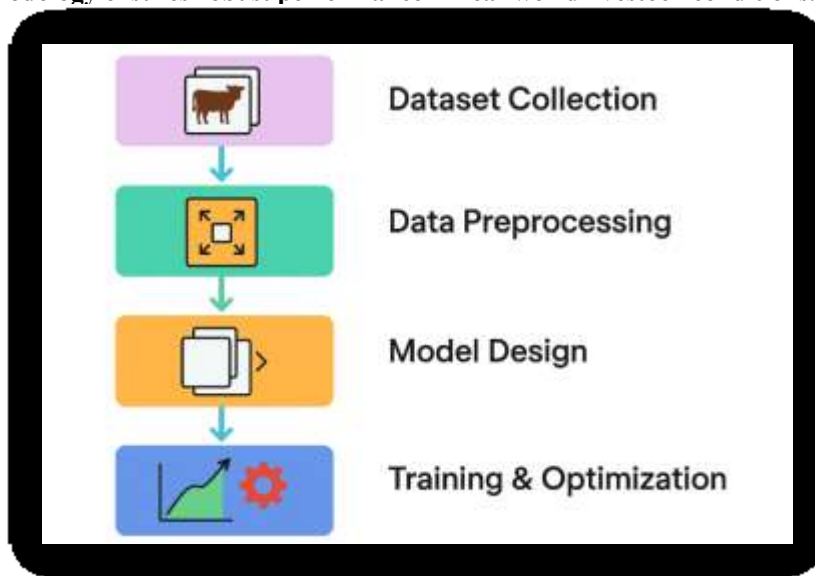 Dataset Collection
Data Preprocessing
Model Design
Training & Optimization